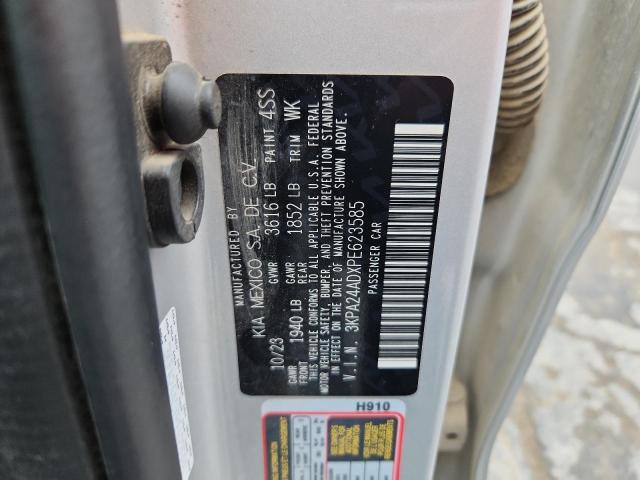 MANUFACTURED BY
KIA MEXICO S.A. DE C.V.
10/23 GVWR 3616 LB PAINT 4SS
GAWR FRONT 1940 LB GAWR REAR 1852 LB TRIM WK
THIS VEHICLE CONFORMS TO ALL APPLICABLE U.S.A. FEDERAL
MOTOR VEHICLE SAFETY, BUMPER, AND THEFT PREVENTION STANDARDS
IN EFFECT ON THE DATE OF MANUFACTURE SHOWN ABOVE.
V.I.N. 3KPA24ADXPE623585
PASSENGER CAR
H910